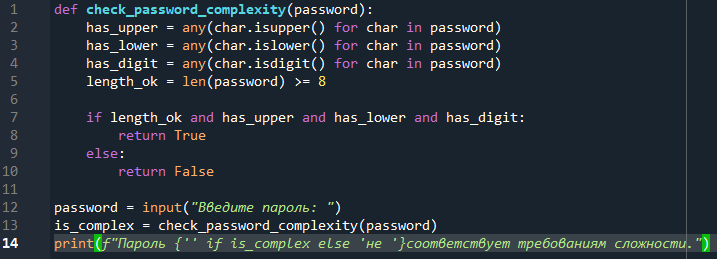 1 def check_password_complexity(password):
2     has_upper = any(char.isupper() for char in password)
3     has_lower = any(char.islower() for char in password)
4     has_digit = any(char.isdigit() for char in password)
5     length_ok = len(password) >= 8
6
7     if length_ok and has_upper and has_lower and has_digit:
8         return True
9     else:
10         return False
11
12 password = input("Введите пароль: ")
13 is_complex = check_password_complexity(password)
14 print(f"Пароль {'' if is_complex else 'не '}соответствует требованиям сложности.")